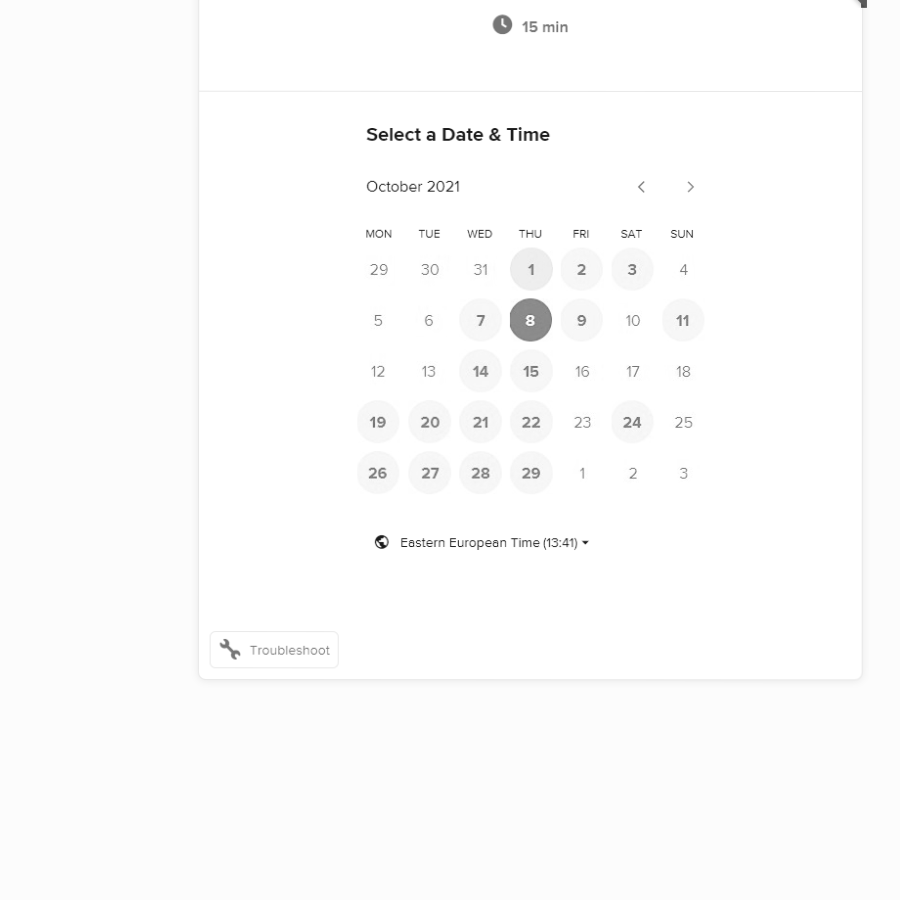 15 min
Select a Date & Time
October 2021
MON TUE WED THU FRI SAT SUN
29 30 31 1 2 3 4
5 6 7 8 9 10 11
12 13 14 15 16 17 18
19 20 21 22 23 24 25
26 27 28 29 1 2 3
Eastern European Time (13:41)
Troubleshoot